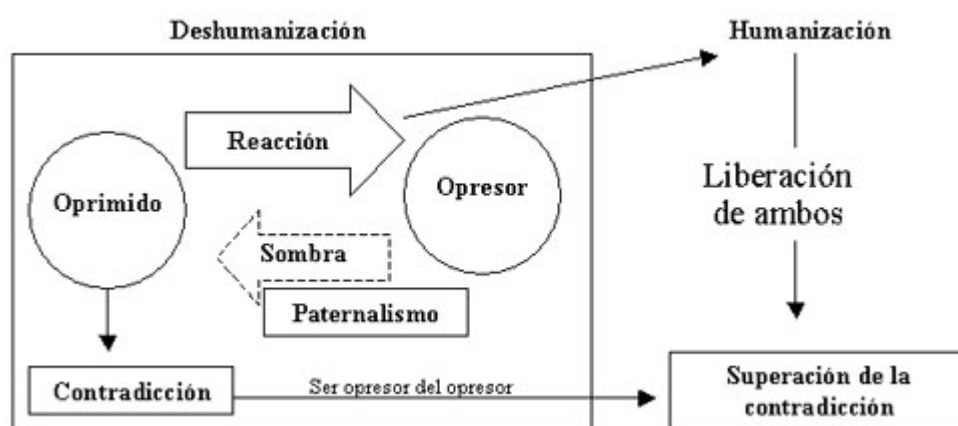 Deshumanización
Humanización
Reacción
Oprimido
Opresor
Liberación
de ambos
Sombra
Paternalismo
Contradicción
Ser opresor del opresor
Superación de la
contradicción